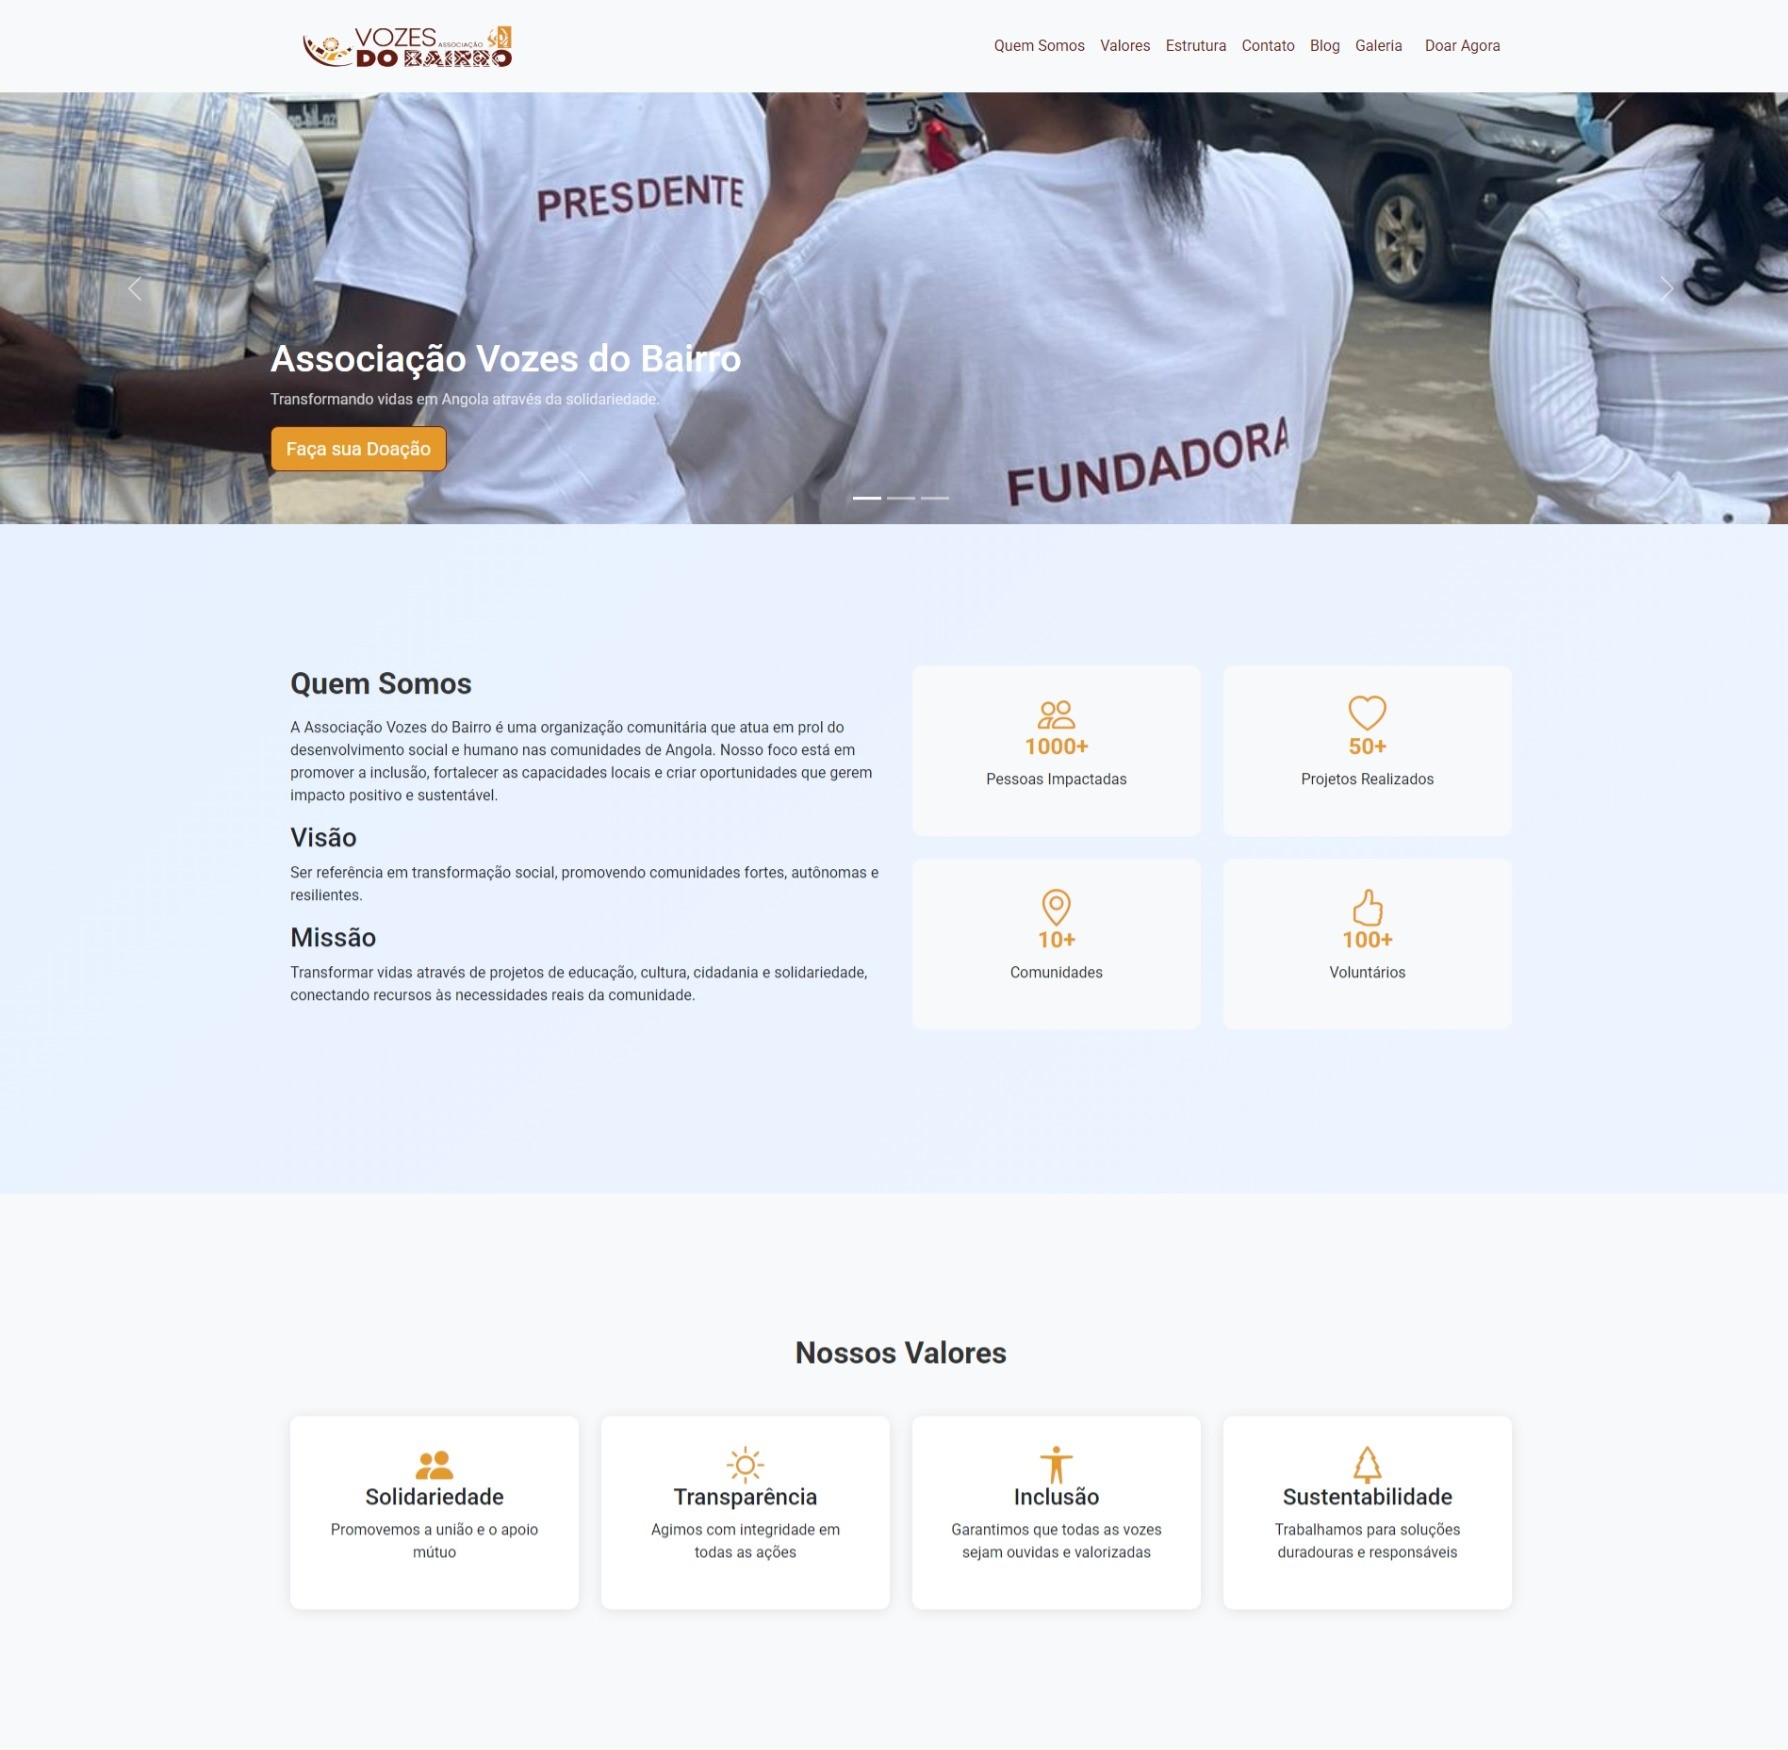 VOZES
ASSOCIAÇÃO
DO BAIRRO
Quem Somos Valores Estrutura Contato Blog Galeria Doar Agora
PRESDENTE
FUNDADORA
Associação Vozes do Bairro
Transformando vidas em Angola através da solidariedade.
Faça sua Doação
Quem Somos
A Associação Vozes do Bairro é uma organização comunitária que atua em prol do
desenvolvimento social e humano nas comunidades de Angola. Nosso foco está em
promover a inclusão, fortalecer as capacidades locais e criar oportunidades que gerem
impacto positivo e sustentável.
Visão
Ser referência em transformação social, promovendo comunidades fortes, autônomas e
resilientes.
Missão
Transformar vidas através de projetos de educação, cultura, cidadania e solidariedade,
conectando recursos às necessidades reais da comunidade.
1000+
Pessoas Impactadas
50+
Projetos Realizados
10+
Comunidades
100+
Voluntários
Nossos Valores
Solidariedade
Promovemos a união e o apoio
mútuo
Transparência
Agimos com integridade em
todas as ações
Inclusão
Garantimos que todas as vozes
sejam ouvidas e valorizadas
Sustentabilidade
Trabalhamos para soluções
duradouras e responsáveis